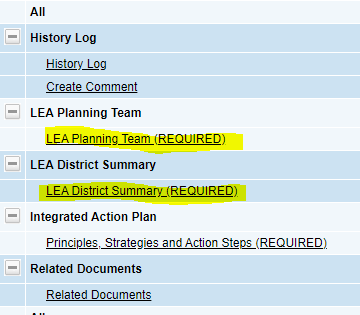 All
History Log
History Log
Create Comment
LEA Planning Team
LEA Planning Team (REQUIRED)
LEA District Summary
LEA District Summary (REQUIRED)
Integrated Action Plan
Principles, Strategies and Action Steps (REQUIRED)
Related Documents
Related Documents
All